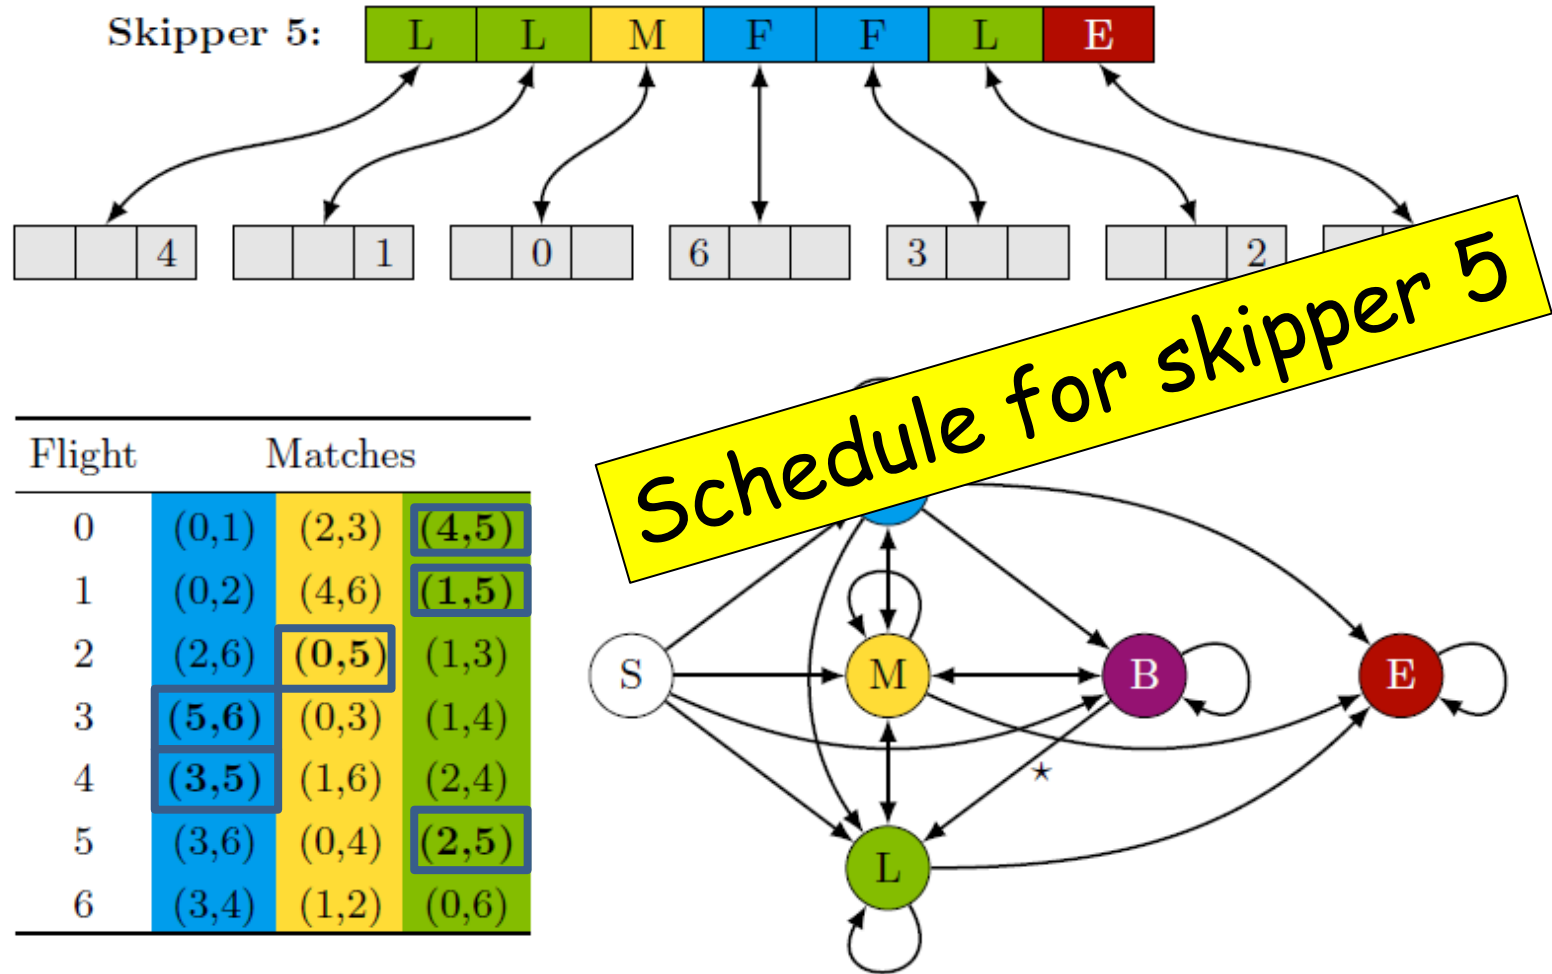 Skipper 5: L L M F F L E
4 1 0 6 3 2
Schedule for skipper 5
Flight Matches
0 (0,1) (2,3) (4,5)
1 (0,2) (4,6) (1,5)
2 (2,6) (0,5) (1,3)
3 (5,6) (0,3) (1,4)
4 (3,5) (1,6) (2,4)
5 (3,6) (0,4) (2,5)
6 (3,4) (1,2) (0,6)
S M B E
⋆
L